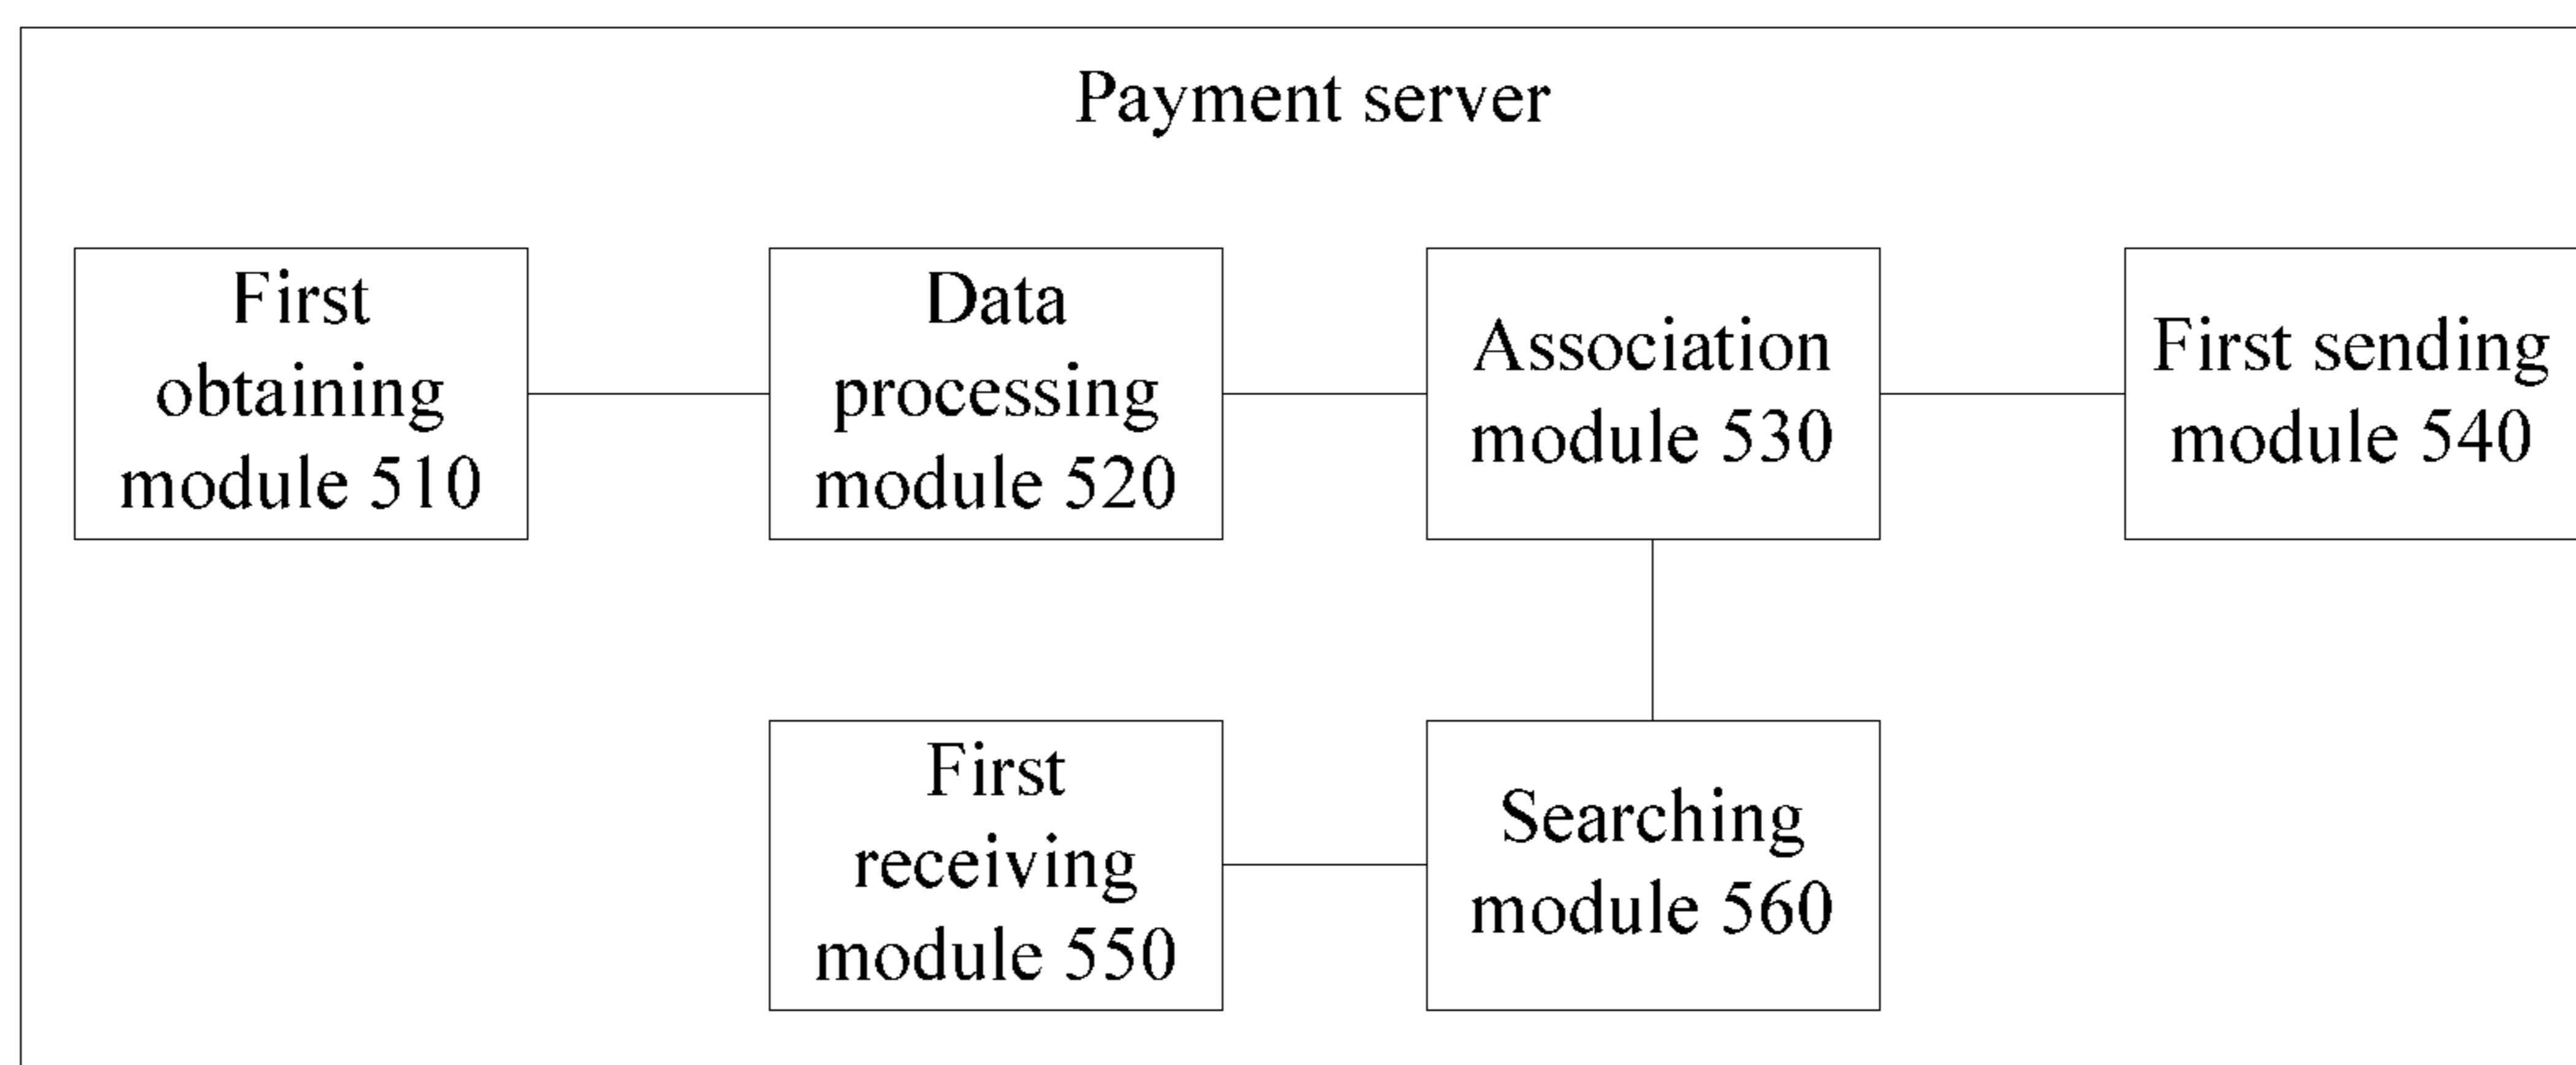 Payment server
First
obtaining
module 510
Data
processing
module 520
Association
module 530
First sending
module 540
First
receiving
module 550
Searching
module 560